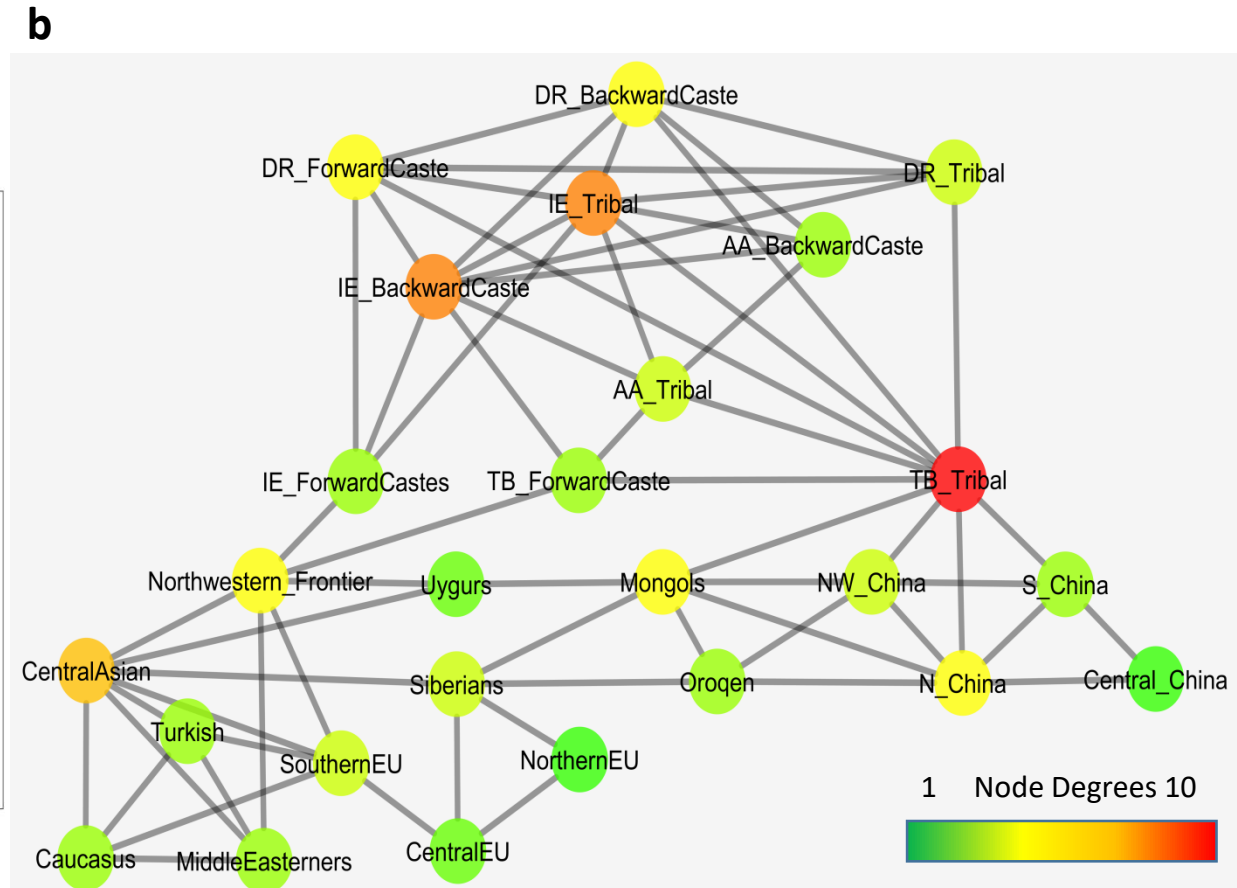 b
DR_BackwardCaste
DR_ForwardCaste
DR_Tribal
IE_Tribal
AA_BackwardCaste
IE_BackwardCaste
AA_Tribal
IE_ForwardCastes
TB_ForwardCaste
TB_Tribal
Northwestern_Frontier
Uygurs
Mongols
NW_China
S_China
CentralAsian
Siberians
Oroqen
N_China
Central_China
Turkish
SouthernEU
NorthernEU
Caucasus
MiddleEasterners
CentralEU
1 Node Degrees 10